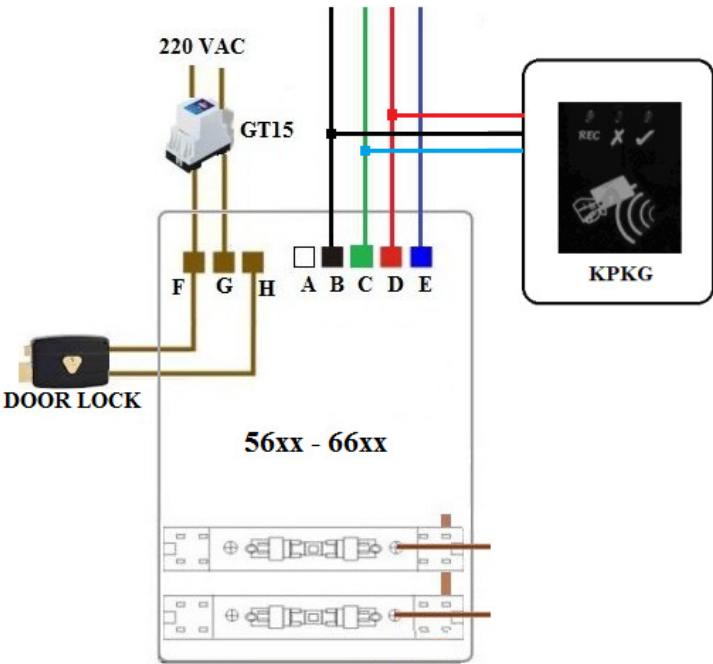 220 VAC
GT15
REC
KPKG
A B C D E
F G H
DOOR LOCK
56xx - 66xx